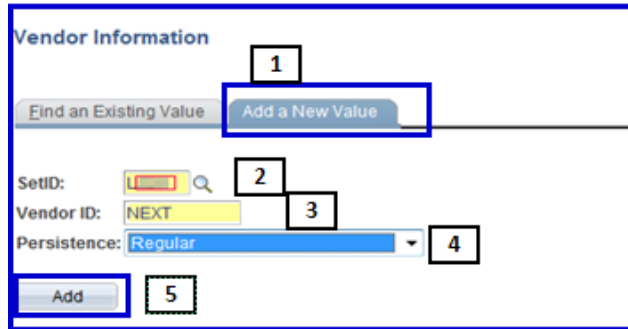 Vendor Information
1
Find an Existing Value Add a New Value
SetID: 2
Vendor ID: NEXT 3
Persistence: Regular 4
Add 5